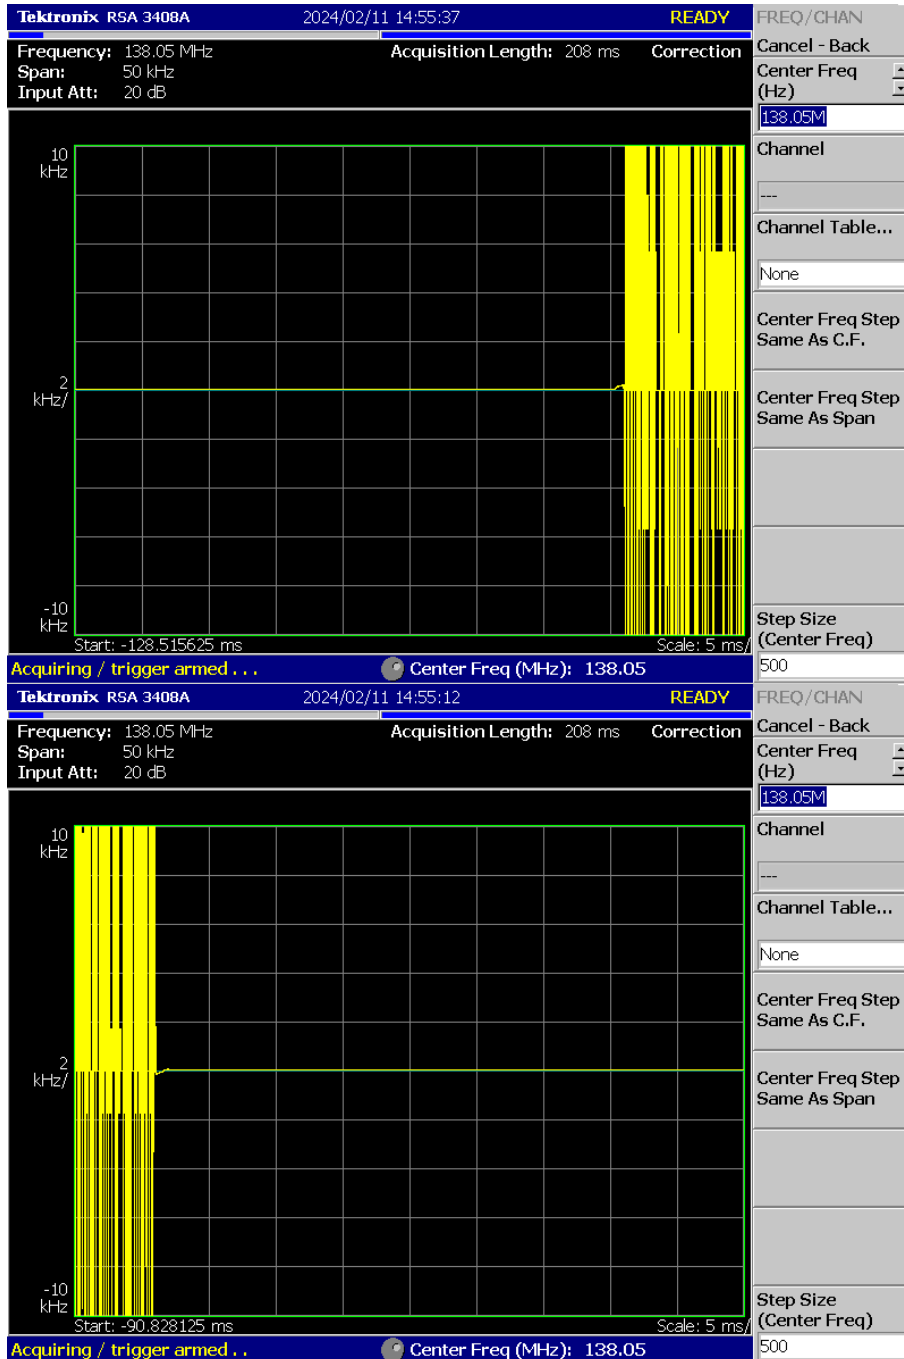 Tektronix RSA 3408A 2024/02/11 14:55:37 READY FREQ/CHAN
Frequency: 138.05 MHz Acquisition Length: 208 ms Correction
Span: 50 kHz
Input Att: 20 dB
Cancel - Back
Center Freq
(Hz)
138.05M
Channel
---
Channel Table...
None
Center Freq Step
Same As C.F.
Center Freq Step
Same As Span
Step Size
(Center Freq)
500
10
kHz
2
kHz/
-10
kHz
Start: -128.515625 ms Scale: 5 ms/
Acquiring / trigger armed . . . Center Freq (MHz): 138.05
Tektronix RSA 3408A 2024/02/11 14:55:12 READY FREQ/CHAN
Frequency: 138.05 MHz Acquisition Length: 208 ms Correction
Span: 50 kHz
Input Att: 20 dB
Cancel - Back
Center Freq
(Hz)
138.05M
Channel
---
Channel Table...
None
Center Freq Step
Same As C.F.
Center Freq Step
Same As Span
Step Size
(Center Freq)
500
10
kHz
2
kHz/
-10
kHz
Start: -90.828125 ms Scale: 5 ms/
Acquiring / trigger armed . . Center Freq (MHz): 138.05